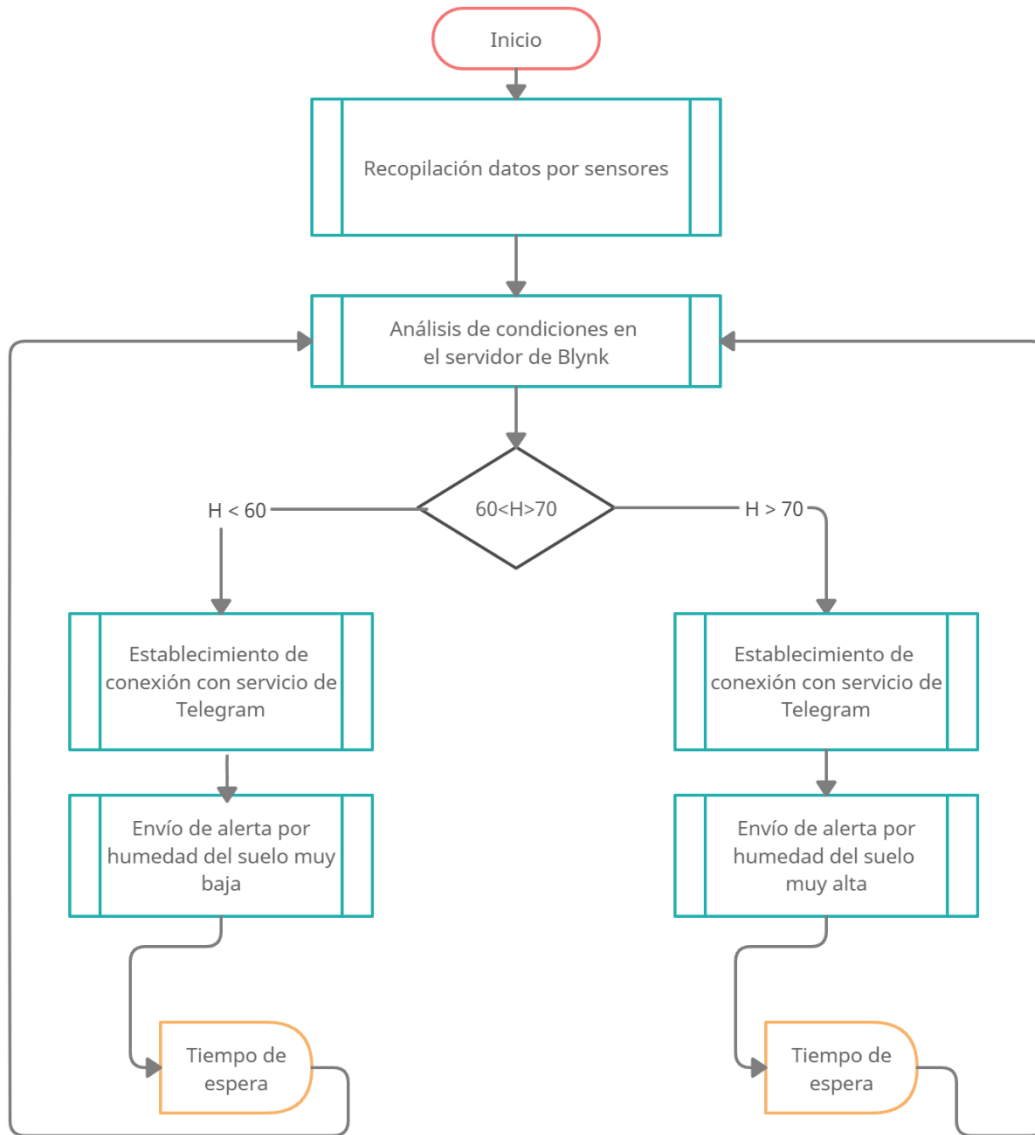 Inicio
Recopilación datos por sensores
Análisis de condiciones en
el servidor de Blynk
H < 60
60<H>70
H > 70
Establecimiento de
conexión con servicio de
Telegram
Establecimiento de
conexión con servicio de
Telegram
Envío de alerta por
humedad del suelo muy
baja
Envío de alerta por
humedad del suelo
muy alta
Tiempo de
espera
Tiempo de
espera